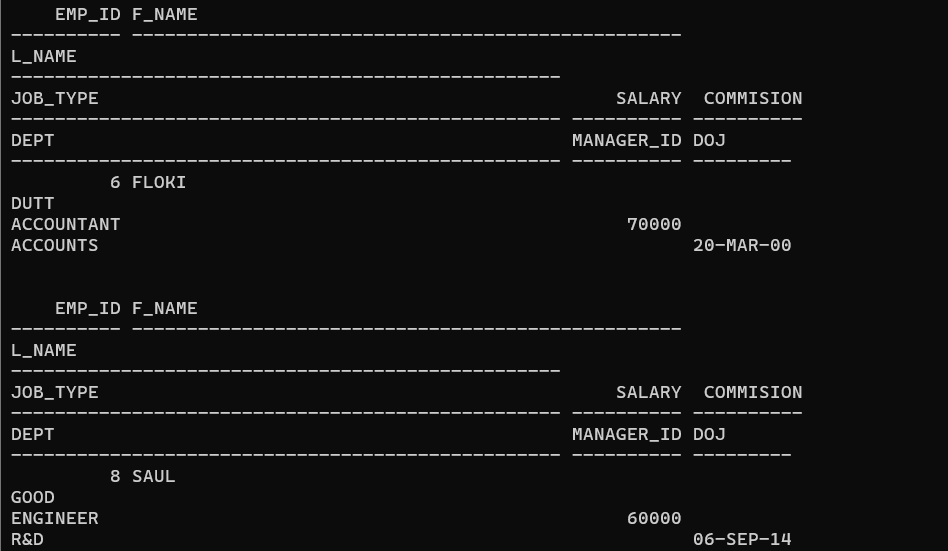 EMP_ID F_NAME
---------- --------------------------------------------------
L_NAME
--------------------------------------------------
JOB_TYPE SALARY COMMISION
-------------------------------------------------- ---------- ----------
DEPT MANAGER_ID DOJ
-------------------------------------------------- ---------- ---------
6 FLOKI
DUTT
ACCOUNTANT 70000
ACCOUNTS 20-MAR-00
EMP_ID F_NAME
---------- --------------------------------------------------
L_NAME
--------------------------------------------------
JOB_TYPE SALARY COMMISION
-------------------------------------------------- ---------- ----------
DEPT MANAGER_ID DOJ
-------------------------------------------------- ---------- ---------
8 SAUL
GOOD
ENGINEER 60000
R&D 06-SEP-14